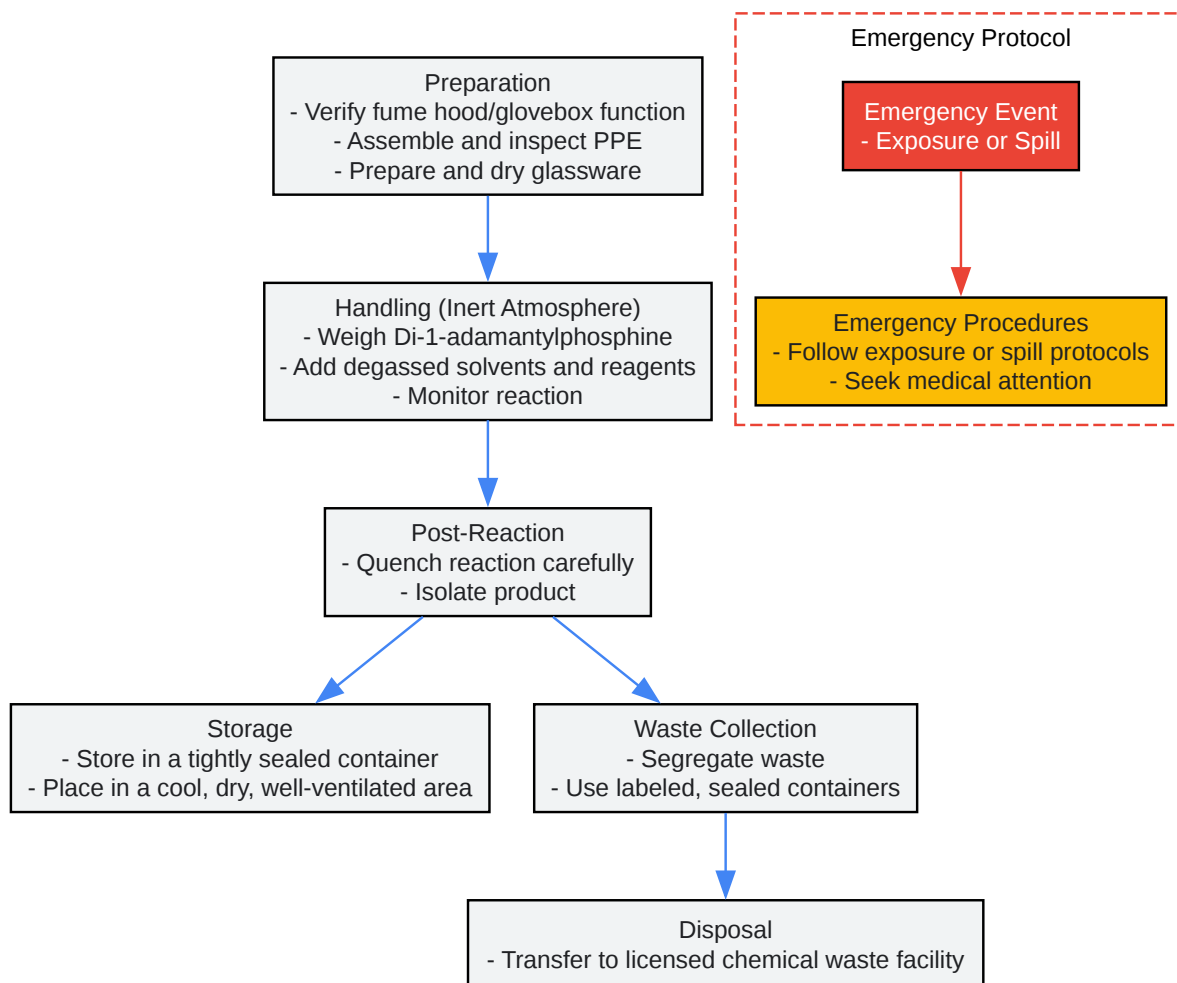 Emergency Protocol
Preparation
- Verify fume hood/glovebox function
- Assemble and inspect PPE
- Prepare and dry glassware
Emergency Event
- Exposure or Spill
Handling (Inert Atmosphere)
- Weigh Di-1-adamantylphosphine
- Add degassed solvents and reagents
- Monitor reaction
Emergency Procedures
- Follow exposure or spill protocols
- Seek medical attention
Post-Reaction
- Quench reaction carefully
- Isolate product
Storage
- Store in a tightly sealed container
- Place in a cool, dry, well-ventilated area
Waste Collection
- Segregate waste
- Use labeled, sealed containers
Disposal
- Transfer to licensed chemical waste facility